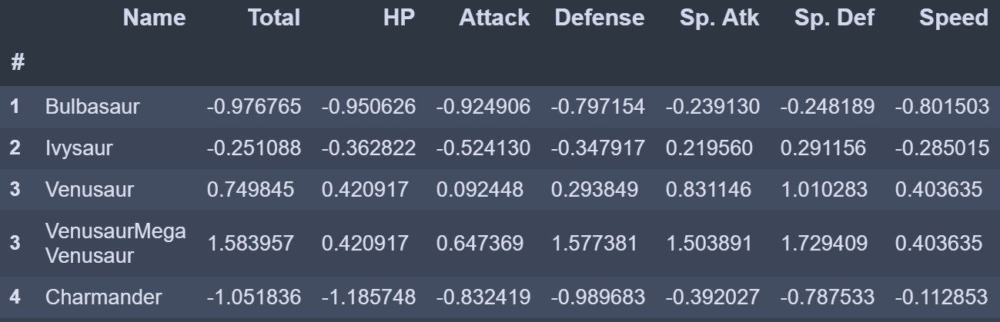 Name Total HP Attack Defense Sp. Atk Sp. Def Speed
#
1 Bulbasaur -0.976765 -0.950626 -0.924906 -0.797154 -0.239130 -0.248189 -0.801503
2 Ivysaur -0.251088 -0.362822 -0.524130 -0.347917 0.219560 0.291156 -0.285015
3 Venusaur 0.749845 0.420917 0.092448 0.293849 0.831146 1.010283 0.403635
3 VenusaurMega
Venusaur 1.583957 0.420917 0.647369 1.577381 1.503891 1.729409 0.403635
4 Charmander -1.051836 -1.185748 -0.832419 -0.989683 -0.392027 -0.787533 -0.112853